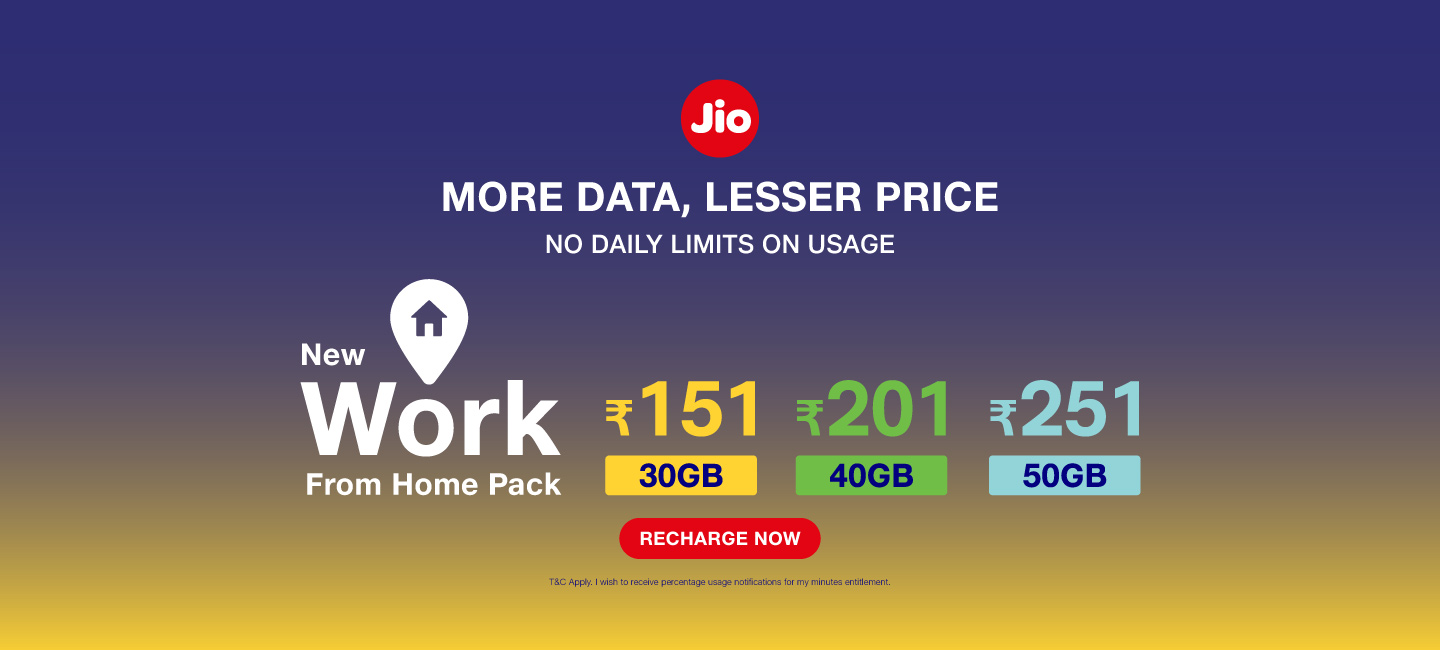 Jio
MORE DATA, LESSER PRICE
NO DAILY LIMITS ON USAGE
New
Work
From Home Pack
₹151
30GB
₹201
40GB
₹251
50GB
RECHARGE NOW
T&C Apply. I wish to receive percentage usage notifications for my minutes entitlement.